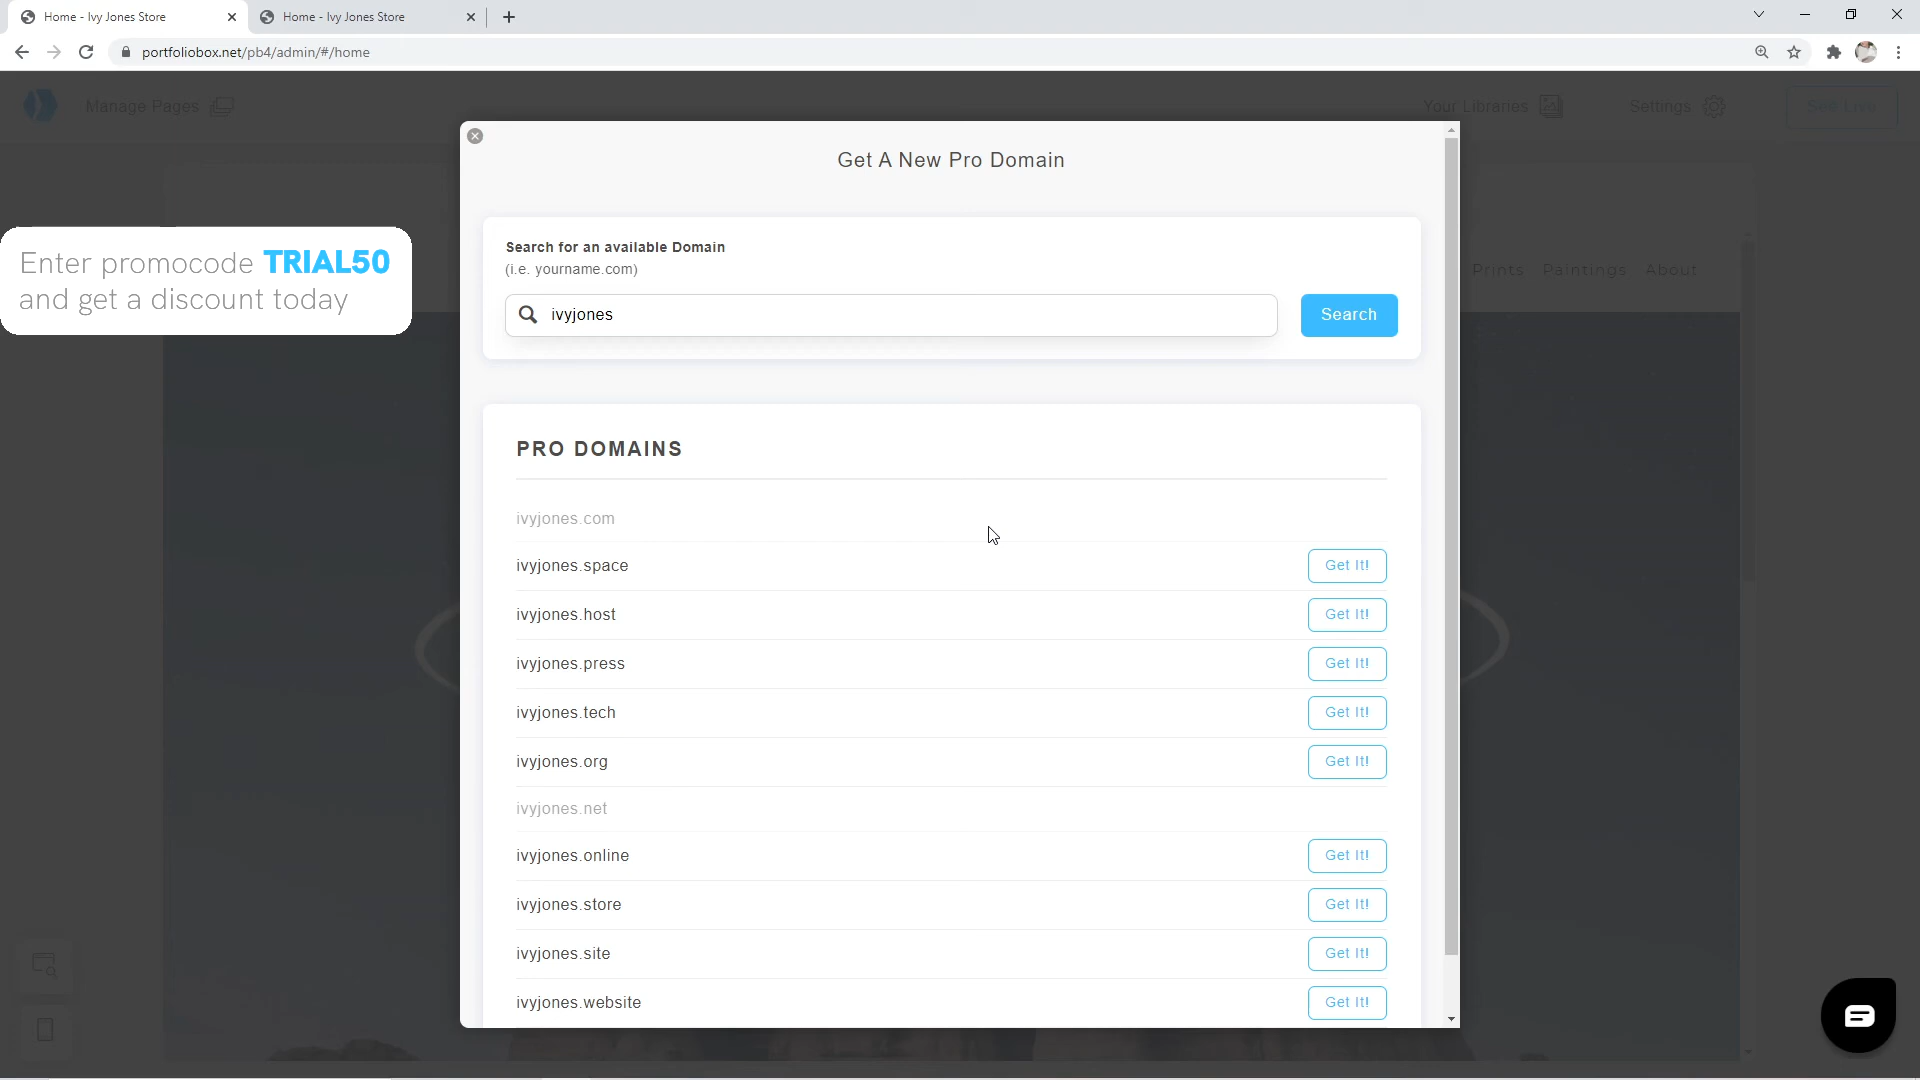 Home - Ivy Jones Store
Home - Ivy Jones Store
portfoliobox.net/pb4/admin/#/home
Manage Pages
Your Libraries
Settings
See Live
Get A New Pro Domain
Enter promocode TRIAL50
and get a discount today
Search for an available Domain
(i.e. yourname.com)
ivyjones
Search
Prints Paintings About
PRO DOMAINS
ivyjones.com
ivyjones.space Get It!
ivyjones.host Get It!
ivyjones.press Get It!
ivyjones.tech Get It!
ivyjones.org Get It!
ivyjones.net
ivyjones.online Get It!
ivyjones.store Get It!
ivyjones.site Get It!
ivyjones.website Get It!